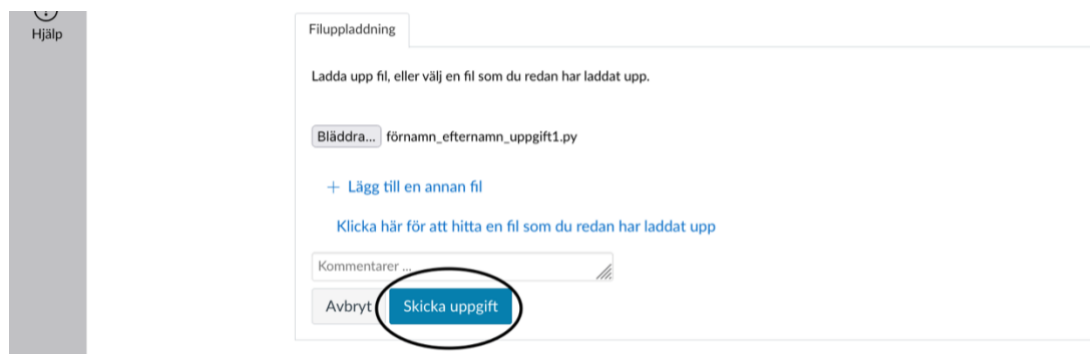 Hjälp
Filuppladdning
Ladda upp fil, eller välj en fil som du redan har laddat upp.
Bläddra... förnamn_efternamn_uppgift1.py
+ Lägg till en annan fil
Klicka här för att hitta en fil som du redan har laddat upp
Kommentarer ...
Avbryt Skicka uppgift